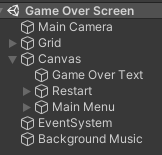 Game Over Screen
Main Camera
Grid
Canvas
Game Over Text
Restart
Main Menu
EventSystem
Background Music